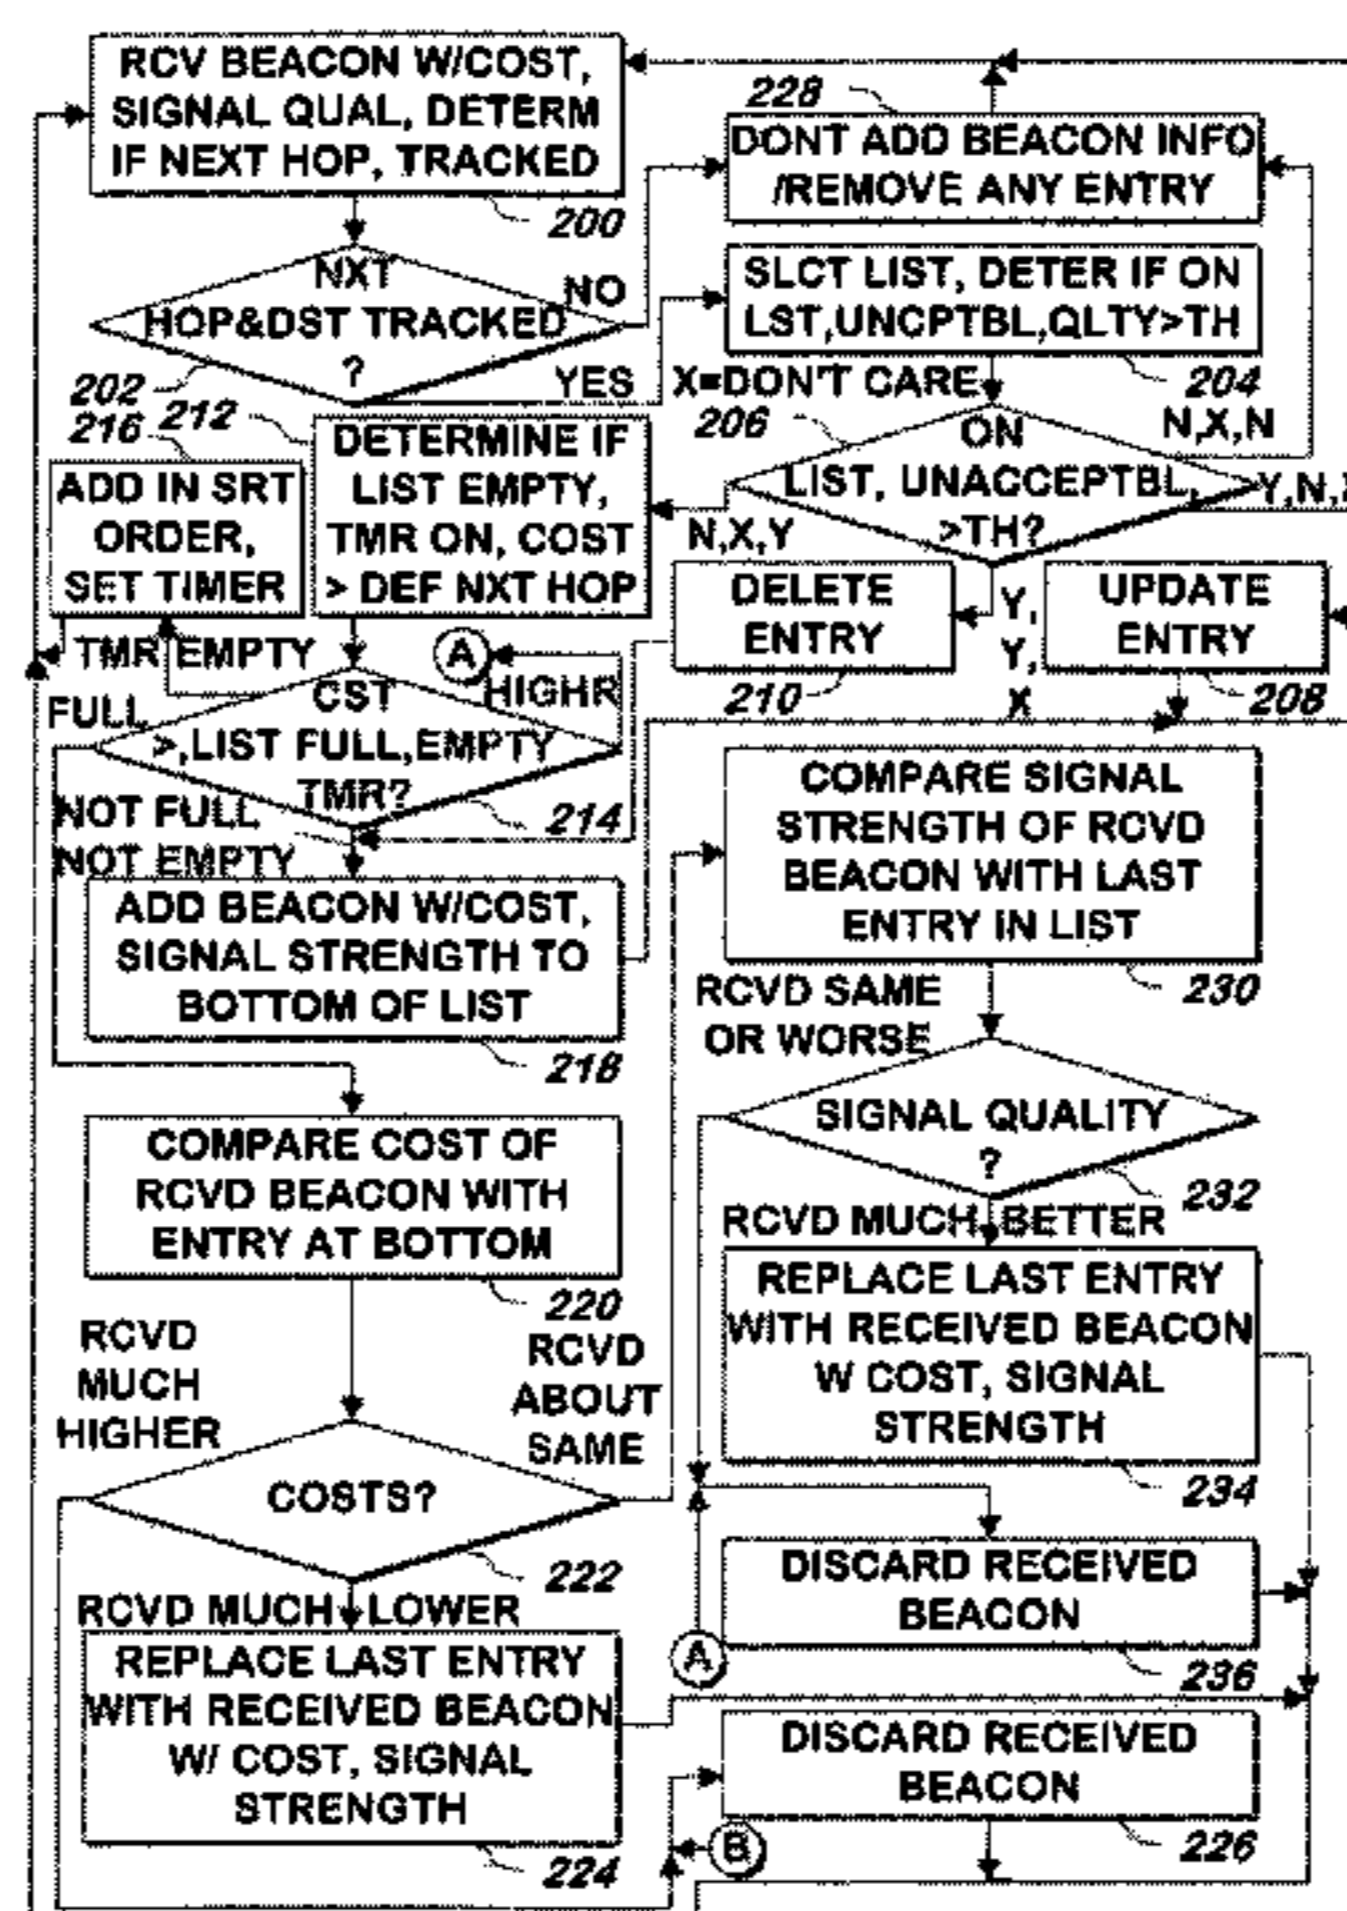 RCV BEACON W/COST,
SIGNAL QUAL, DETERM
IF NEXT HOP, TRACKED
200
228
DONT ADD BEACON INFO
/REMOVE ANY ENTRY
NXT
HOP&DST TRACKED
?
NO
YES
202
SLCT LIST, DETER IF ON
LST,UNCPTBL,QLTY>TH
204
X=DON'T CARE
206
ON
LIST, UNACCEPTBL,
>TH?
N,X,N
Y,N,X
N,X,Y
Y,
Y,
X
216
ADD IN SRT
ORDER,
SET TIMER
212
DETERMINE IF
LIST EMPTY,
TMR ON, COST
> DEF NXT HOP
DELETE
ENTRY
210
UPDATE
ENTRY
208
TMR EMPTY
A
HIGHR
FULL
CST
>,LIST FULL,EMPTY
TMR?
214
NOT FULL
NOT EMPTY
ADD BEACON W/COST,
SIGNAL STRENGTH TO
BOTTOM OF LIST
218
COMPARE SIGNAL
STRENGTH OF RCVD
BEACON WITH LAST
ENTRY IN LIST
230
RCVD SAME
OR WORSE
SIGNAL QUALITY
?
232
RCVD MUCH BETTER
COMPARE COST OF
RCVD BEACON WITH
ENTRY AT BOTTOM
220
REPLACE LAST ENTRY
WITH RECEIVED BEACON
W COST, SIGNAL
STRENGTH
234
RCVD
MUCH
HIGHER
RCVD
ABOUT
SAME
COSTS?
222
RCVD MUCH LOWER
DISCARD RECEIVED
BEACON
236
A
REPLACE LAST ENTRY
WITH RECEIVED BEACON
W/ COST, SIGNAL
STRENGTH
224
DISCARD RECEIVED
BEACON
226
B